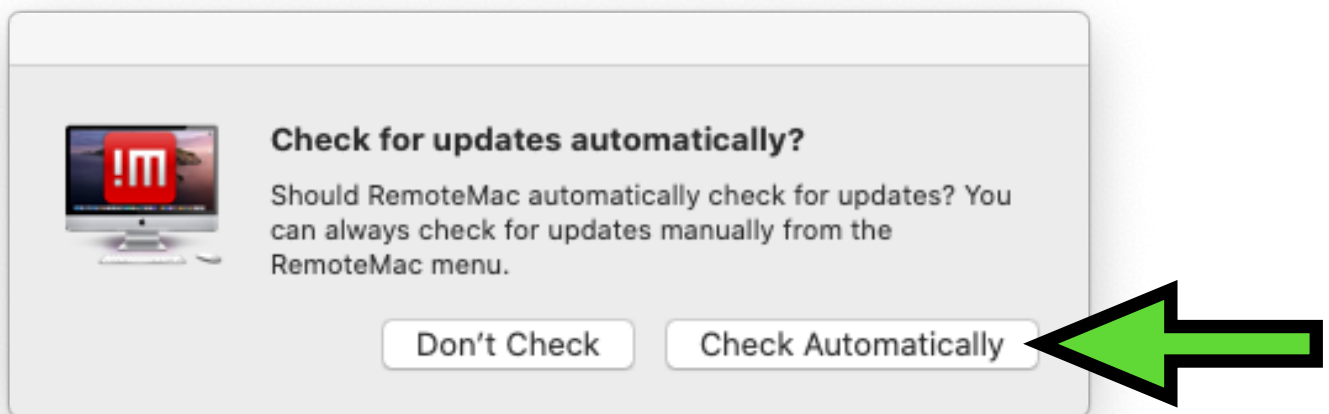 !m
Check for updates automatically?
Should RemoteMac automatically check for updates? You
can always check for updates manually from the
RemoteMac menu.
Don't Check Check Automatically